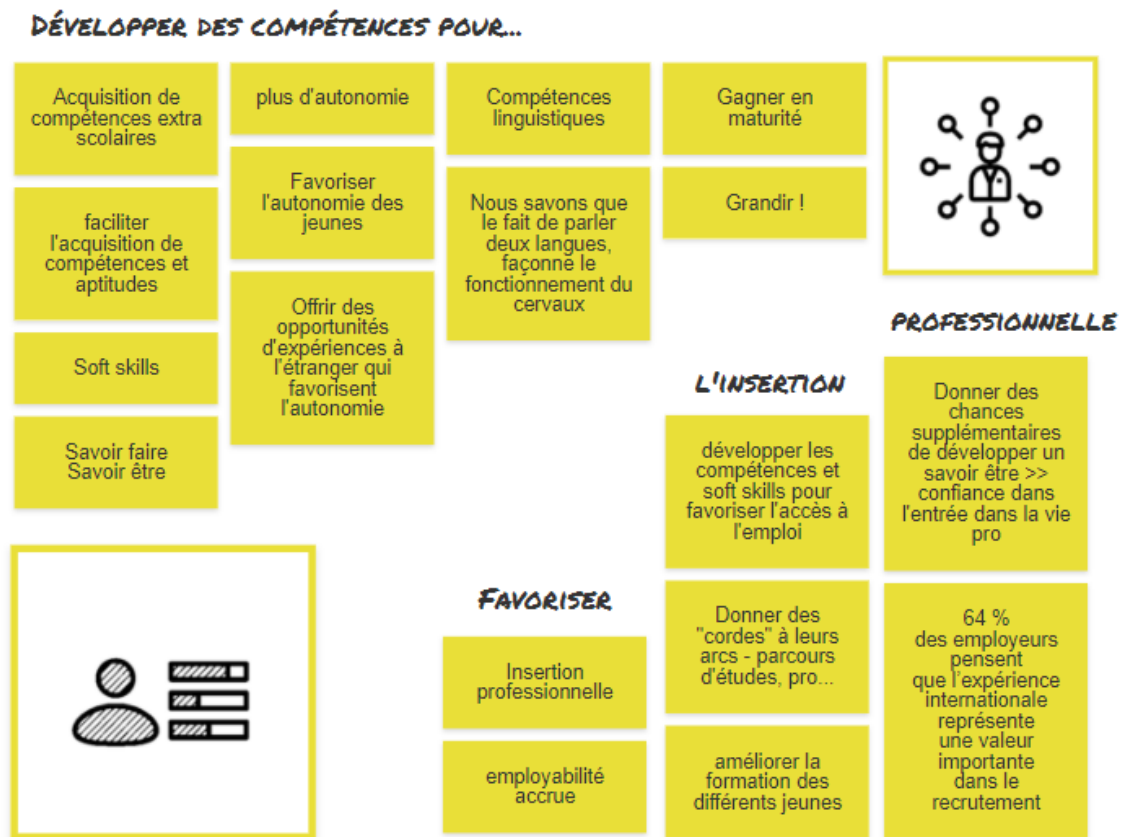 DÉVELOPPER DES COMPÉTENCES POUR...
Acquisition de
compétences extra
scolaires
faciliter
l'acquisition de
compétences et
aptitudes
Soft skills
Savoir faire
Savoir être
plus d'autonomie
Favoriser
l'autonomie des
jeunes
Offrir des
opportunités
d'expériences à
l'étranger qui
favorisent
l'autonomie
Compétences
linguistiques
Nous savons que
le fait de parler
deux langues,
façonne le
fonctionnement du
cervaux
Gagner en
maturité
Grandir !
FAVORISER
L'INSERTION
PROFESSIONNELLE
Insertion
professionnelle
employabilité
accrue
développer les
compétences et
soft skills pour
favoriser l'accès à
l'emploi
Donner des
"cordes" à leurs
arcs - parcours
d'études, pro...
améliorer la
formation des
différents jeunes
Donner des
chances
supplémentaires
de développer un
savoir être >>
confiance dans
l'entrée dans la vie
pro
64 %
des employeurs
pensent
que l'expérience
internationale
représente
une valeur
importante
dans le
recrutement